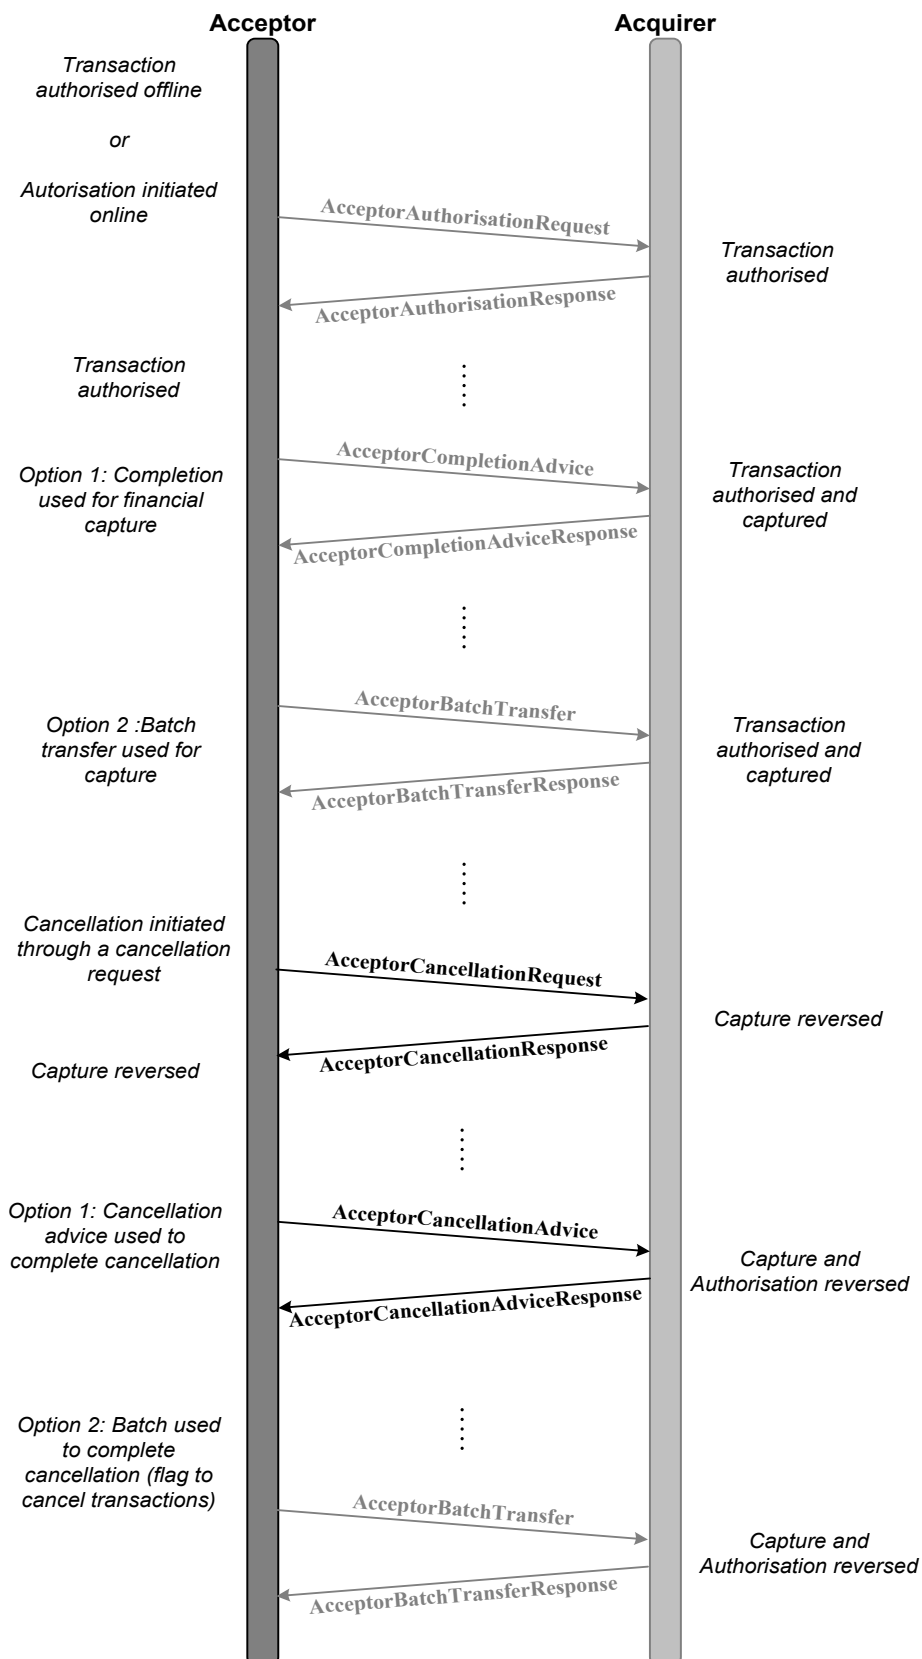 Acceptor
Acquirer
Transaction
authorised offline
or
Autorisation initiated
online
AcceptorAuthorisationRequest
Transaction
authorised
AcceptorAuthorisationResponse
Transaction
authorised
AcceptorCompletionAdvice
Option 1: Completion
used for financial
capture
Transaction
authorised and
captured
AcceptorCompletionAdviceResponse
AcceptorBatchTransfer
Option 2 :Batch
transfer used for
capture
Transaction
authorised and
captured
AcceptorBatchTransferResponse
Cancellation initiated
through a cancellation
request
AcceptorCancellationRequest
Capture reversed
AcceptorCancellationResponse
Capture reversed
Option 1: Cancellation
advice used to
complete cancellation
AcceptorCancellationAdvice
Capture and
Authorisation reversed
AcceptorCancellationAdviceResponse
Option 2: Batch used
to complete
cancellation (flag to
cancel transactions)
AcceptorBatchTransfer
Capture and
Authorisation reversed
AcceptorBatchTransferResponse